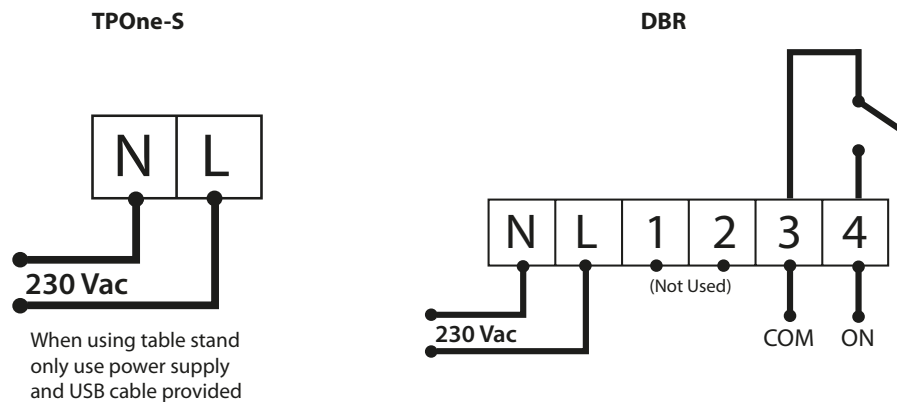 TPOne-S
N L
230 Vac
When using table stand
only use power supply
and USB cable provided
DBR
N L 1 2 3 4
(Not Used)
230 Vac
COM ON